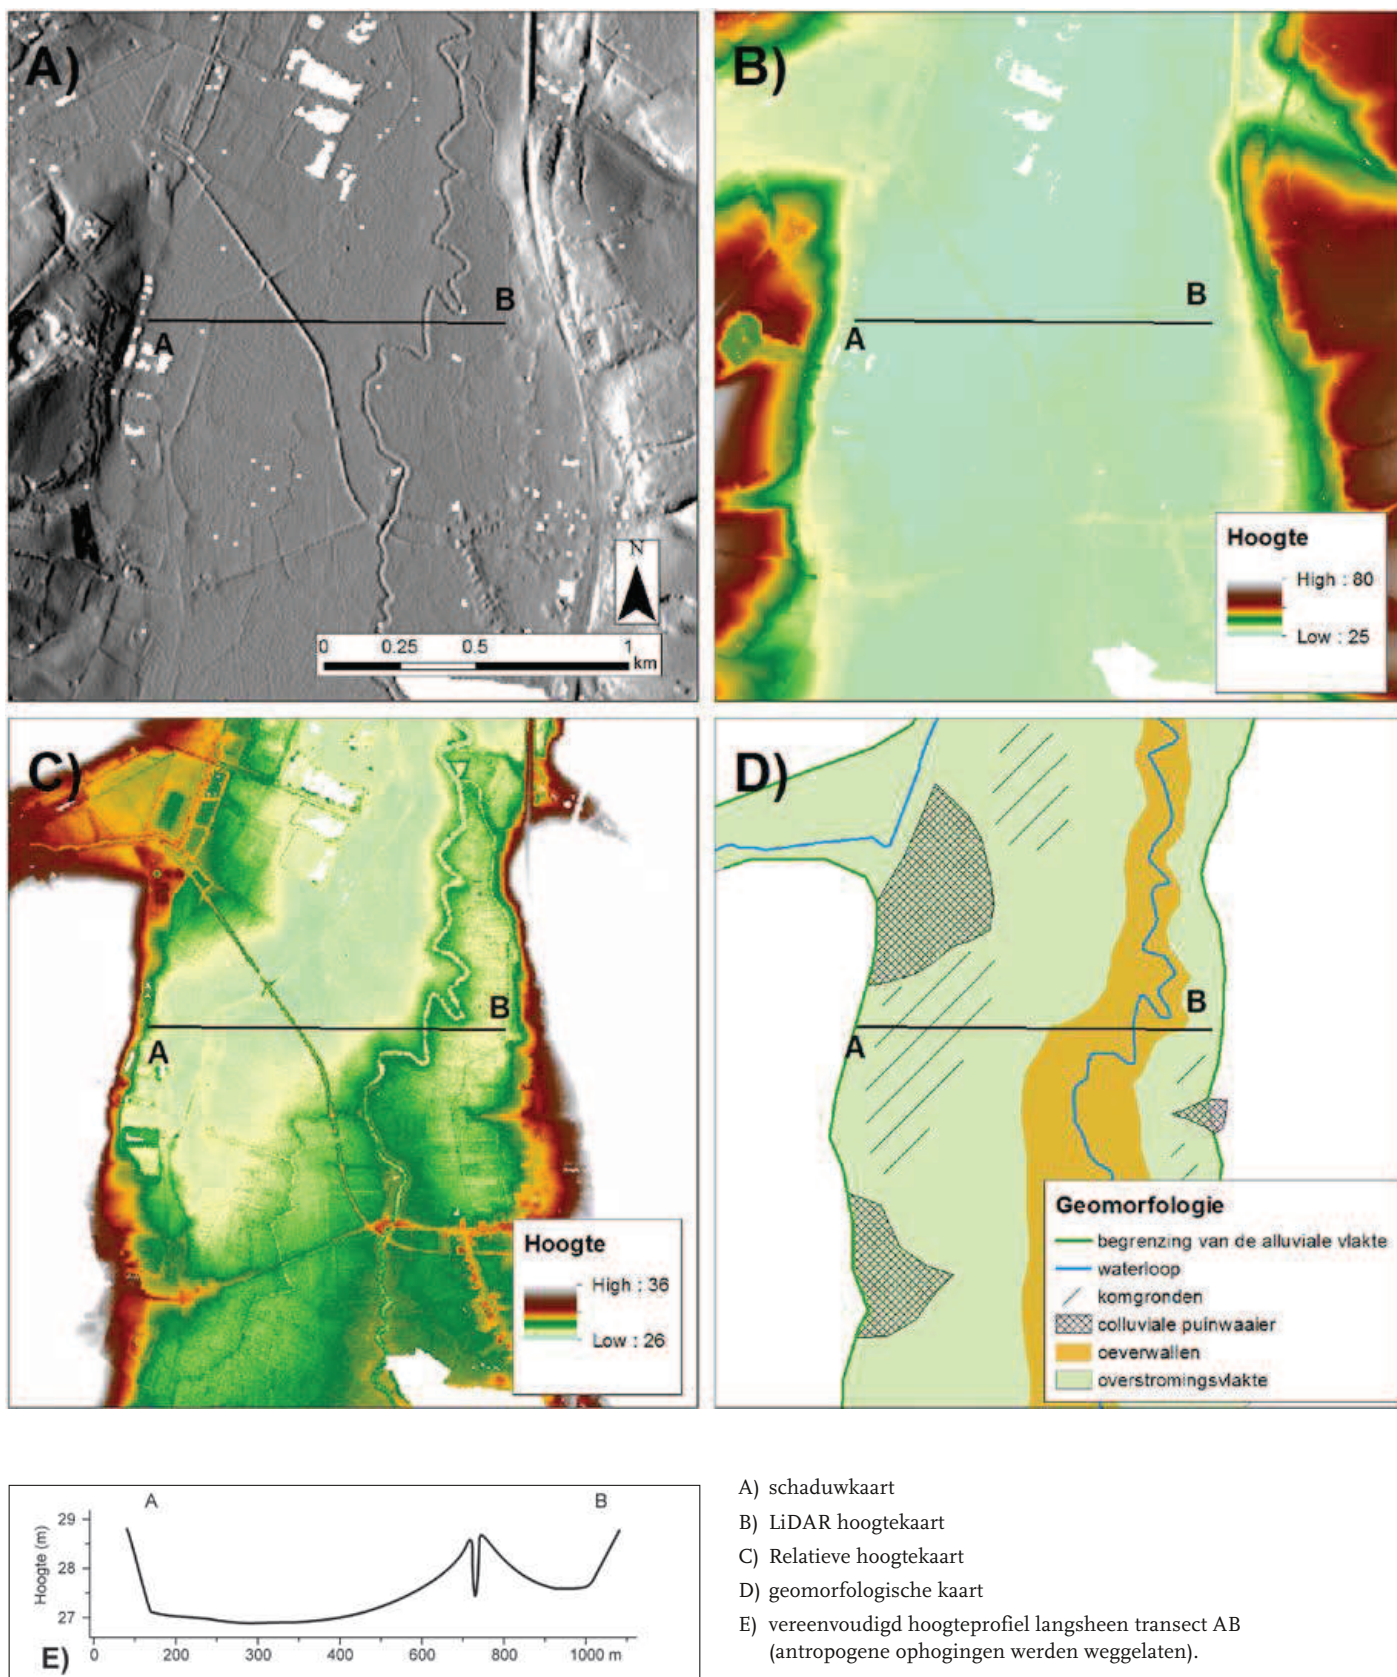 A)
A
B
N
0 0.25 0.5 1
km
B)
A
B
Hoogte
High : 80
Low : 25
C)
A
B
Hoogte
High : 36
Low : 26
D)
A
B
Geomorfologie
begrenzing van de alluviale vlakte
waterloop
komgronden
colluviale puinwaaier
oeverwallen
overstromingsvlakte
A B
Hoogte (m)
29
28
27
0 200 300 400 600 800 1000 m
E)
A) schaduwkaart
B) LiDAR hoogtekaart
C) Relatieve hoogtekaart
D) geomorfologische kaart
E) vereenvoudigd hoogteprofiel langsheen transect AB
(antropogene ophogingen werden weggelaten).